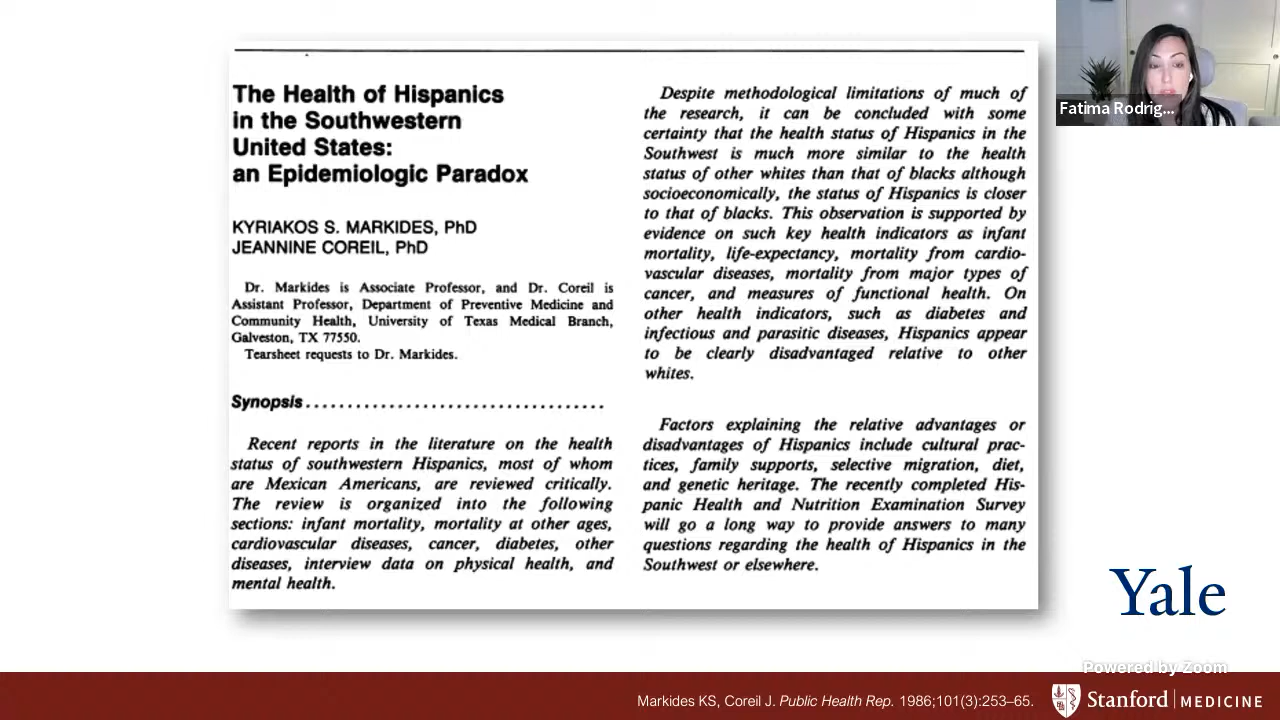 The Health of Hispanics
in the Southwestern
United States:
an Epidemiologic Paradox
KYRIAKOS S. MARKIDES, PhD
JEANNINE COREIL, PhD
Dr. Markides is Associate Professor, and Dr. Coreil is
Assistant Professor, Department of Preventive Medicine and
Community Health, University of Texas Medical Branch,
Galveston, TX 77550.
Tearsheet requests to Dr. Markides.
Synopsis....................................
Recent reports in the literature on the health
status of southwestern Hispanics, most of whom
are Mexican Americans, are reviewed critically.
The review is organized into the following
sections: infant mortality, mortality at other ages,
cardiovascular diseases, cancer, diabetes, other
diseases, interview data on physical health, and
mental health.
Despite methodological limitations of much of
the research, it can be concluded with some
certainty that the health status of Hispanics in the
Southwest is much more similar to the health
status of other whites than that of blacks although
socioeconomically, the status of Hispanics is closer
to that of blacks. This observation is supported by
evidence on such key health indicators as infant
mortality, life-expectancy, mortality from cardio-
vascular diseases, mortality from major types of
cancer, and measures of functional health. On
other health indicators, such as diabetes and
infectious and parasitic diseases, Hispanics appear
to be clearly disadvantaged relative to other
whites.
Factors explaining the relative advantages or
disadvantages of Hispanics include cultural prac-
tices, family supports, selective migration, diet,
and genetic heritage. The recently completed His-
panic Health and Nutrition Examination Survey
will go a long way to provide answers to many
questions regarding the health of Hispanics in the
Southwest or elsewhere.
Fatima Rodrig...
Yale
Powered by Zoom
Markides KS, Coreil J. Public Health Rep. 1986;101(3):253–65.
Stanford MEDICINE